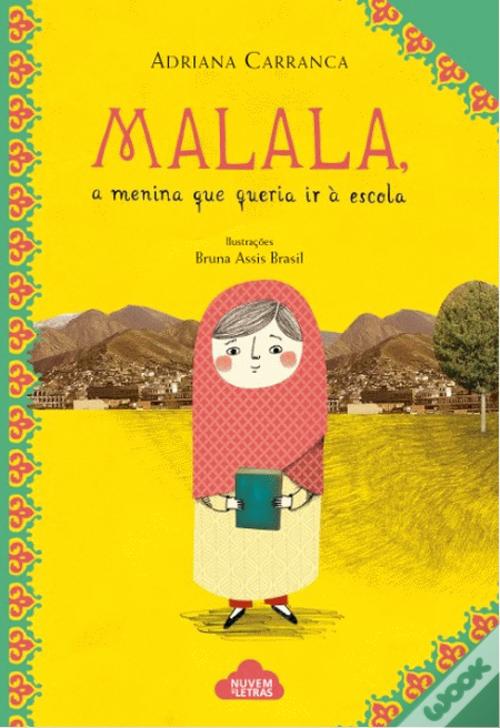 ADRIANA CARRANCA
MALALA,
a menina que queria ir à escola
Ilustrações
Bruna Assis Brasil
NUVEM
DE LETRAS
WOOK